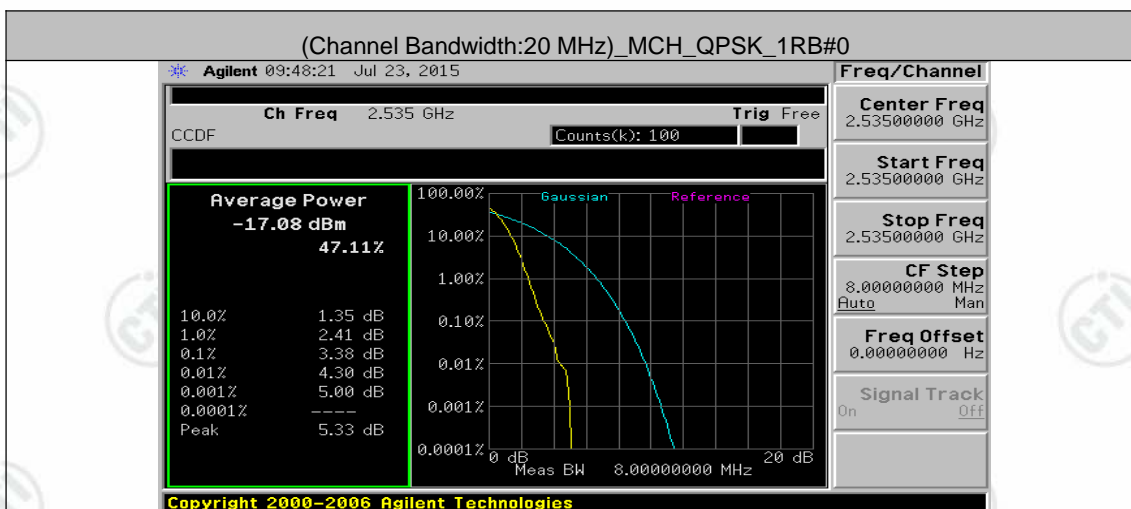 (Channel Bandwidth:20 MHz)_MCH_QPSK_1RB#0
Agilent 09:48:21 Jul 23, 2015
Freq/Channel
Ch Freq 2.535 GHz Trig Free
CCDF Counts(k): 100
Center Freq
2.53500000 GHz
Start Freq
2.53500000 GHz
Stop Freq
2.53500000 GHz
CF Step
8.00000000 MHz
Auto Man
Freq Offset
0.00000000 Hz
Signal Track
On Off
Average Power
-17.08 dBm
47.11%
10.0% 1.35 dB
1.0% 2.41 dB
0.1% 3.38 dB
0.01% 4.30 dB
0.001% 5.00 dB
0.0001% ----
Peak 5.33 dB
Gaussian Reference
100.00%
10.00%
1.00%
0.10%
0.01%
0.001%
0.0001%
0 dB 20 dB
Meas BW 8.00000000 MHz
Copyright 2000-2006 Agilent Technologies
CTI
CTI